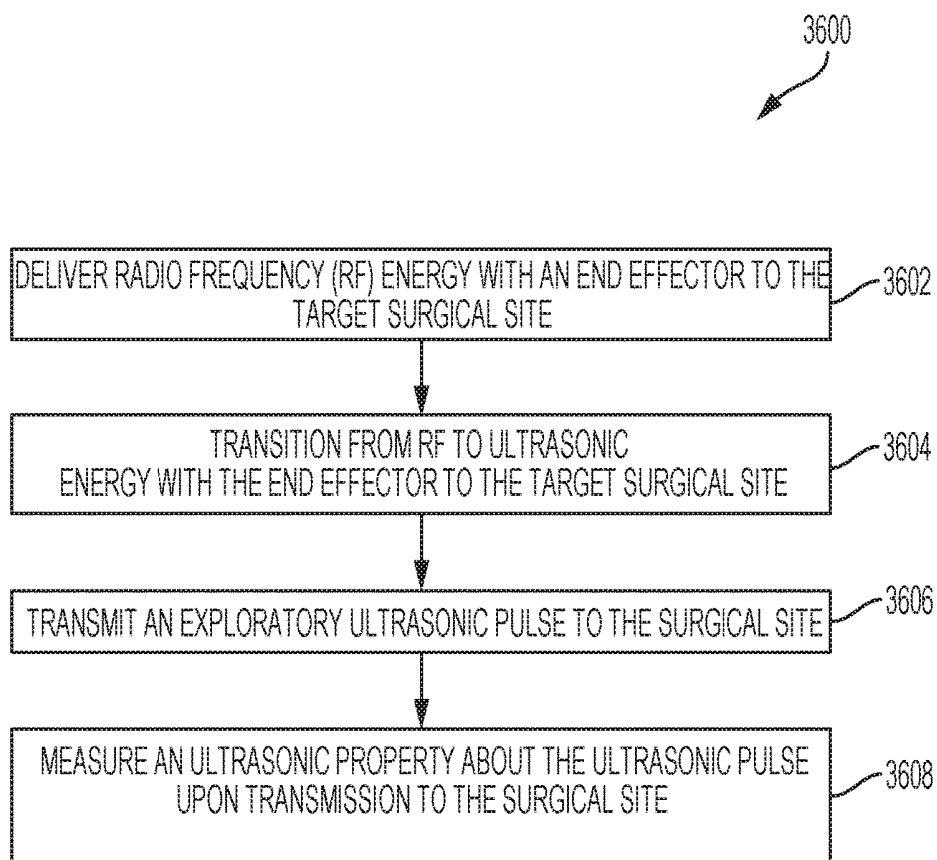 3600
DELIVER RADIO FREQUENCY (RF) ENERGY WITH AN END EFFECTOR TO THE
TARGET SURGICAL SITE
3602
TRANSITION FROM RF TO ULTRASONIC
ENERGY WITH THE END EFFECTOR TO THE TARGET SURGICAL SITE
3604
TRANSMIT AN EXPLORATORY ULTRASONIC PULSE TO THE SURGICAL SITE
3606
MEASURE AN ULTRASONIC PROPERTY ABOUT THE ULTRASONIC PULSE
UPON TRANSMISSION TO THE SURGICAL SITE
3608